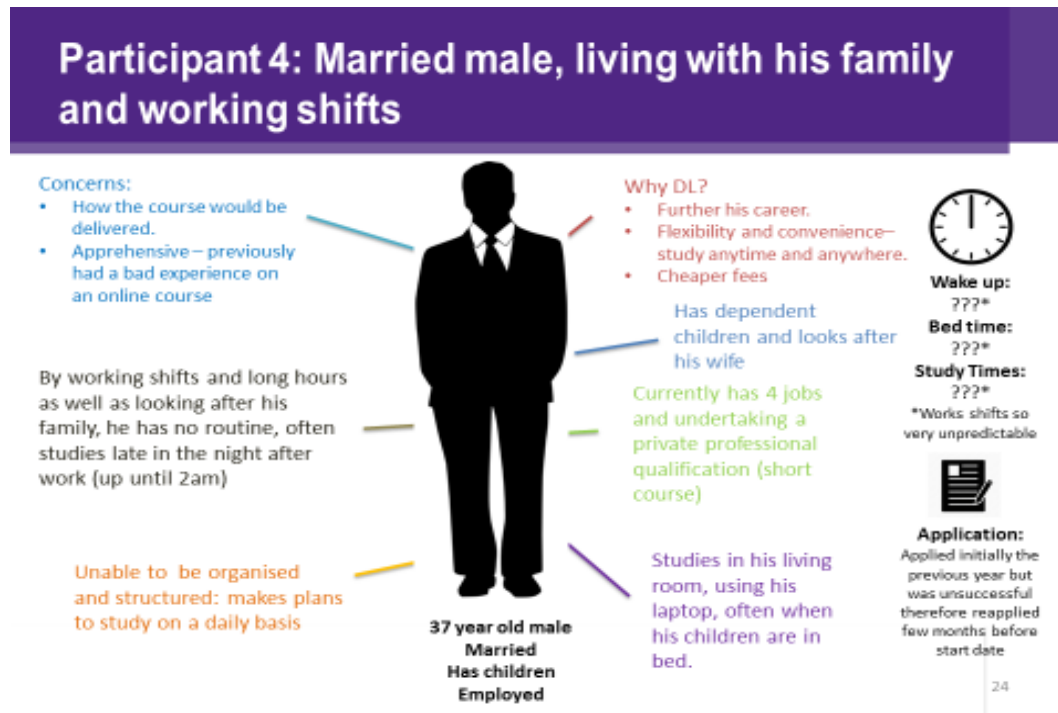 Participant 4: Married male, living with his family
and working shifts
Concerns:
• How the course would be
delivered.
• Apprehensive – previously
had a bad experience on
an online course
By working shifts and long hours
as well as looking after his
family, he has no routine, often
studies late in the night after
work (up until 2am)
Unable to be organised
and structured: makes plans
to study on a daily basis
37 year old male
Married
Has children
Employed
Why DL?
• Further his career.
• Flexibility and convenience–
study anytime and anywhere.
• Cheaper fees
Has dependent
children and looks after
his wife
Currently has 4 jobs
and undertaking a
private professional
qualification (short
course)
Studies in his living
room, using his
laptop, often when
his children are in
bed.
Wake up:
???*
Bed time:
???*
Study Times:
???*
*Works shifts so
very unpredictable
Application:
Applied initially the
previous year but
was unsuccessful
therefore reapplied
few months before
start date
24